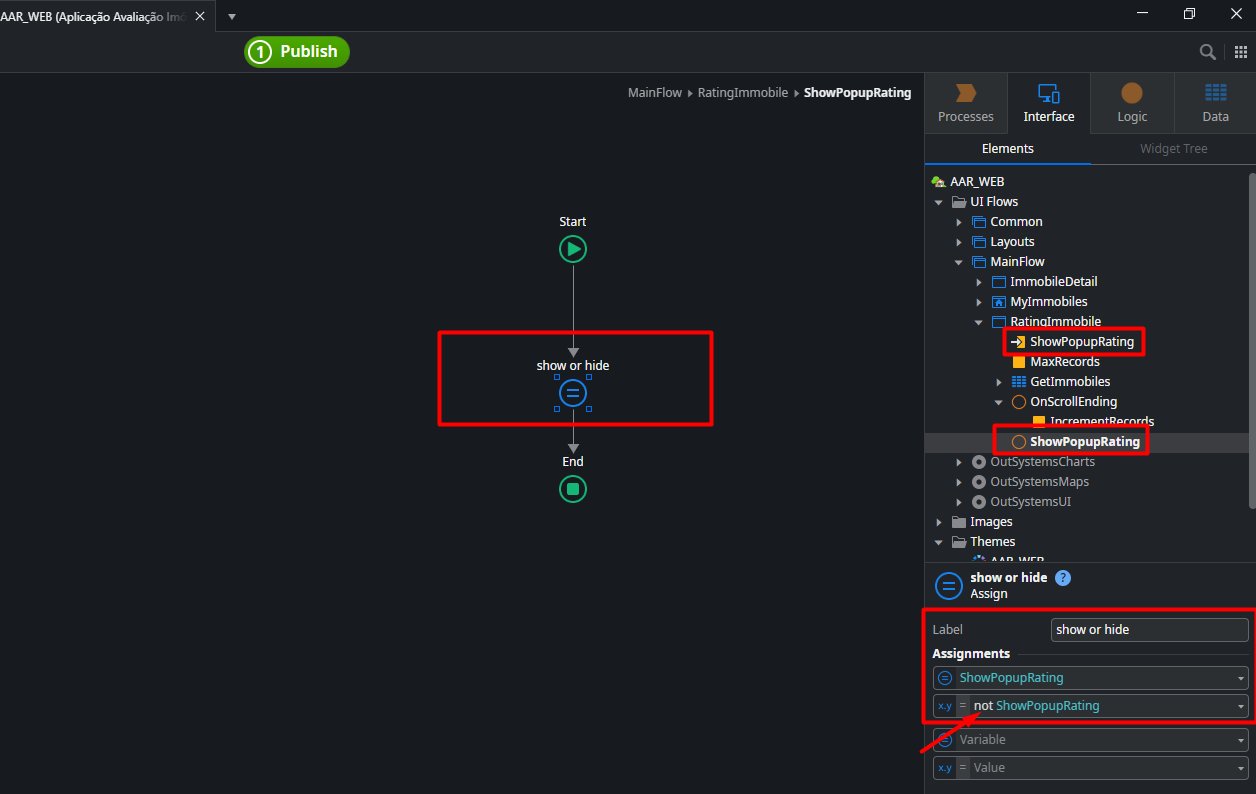 AAR_WEB (Aplicação Avaliação Imó
1 Publish
MainFlow RatingImmobile ShowPopupRating
Processes
Interface
Logic
Data
Elements
Widget Tree
AAR_WEB
UI Flows
Common
Layouts
MainFlow
ImmobileDetail
MyImmobiles
RatingImmobile
ShowPopupRating
MaxRecords
GetImmobiles
OnScrollEnding
IncrementRecords
ShowPopupRating
OutSystemsCharts
OutSystemsMaps
OutSystemsUI
Images
Themes
AAR_WEB
Start
show or hide
End
show or hide ?
Assign
Label show or hide
Assignments
ShowPopupRating
x.y = not ShowPopupRating
Variable
x.y = Value